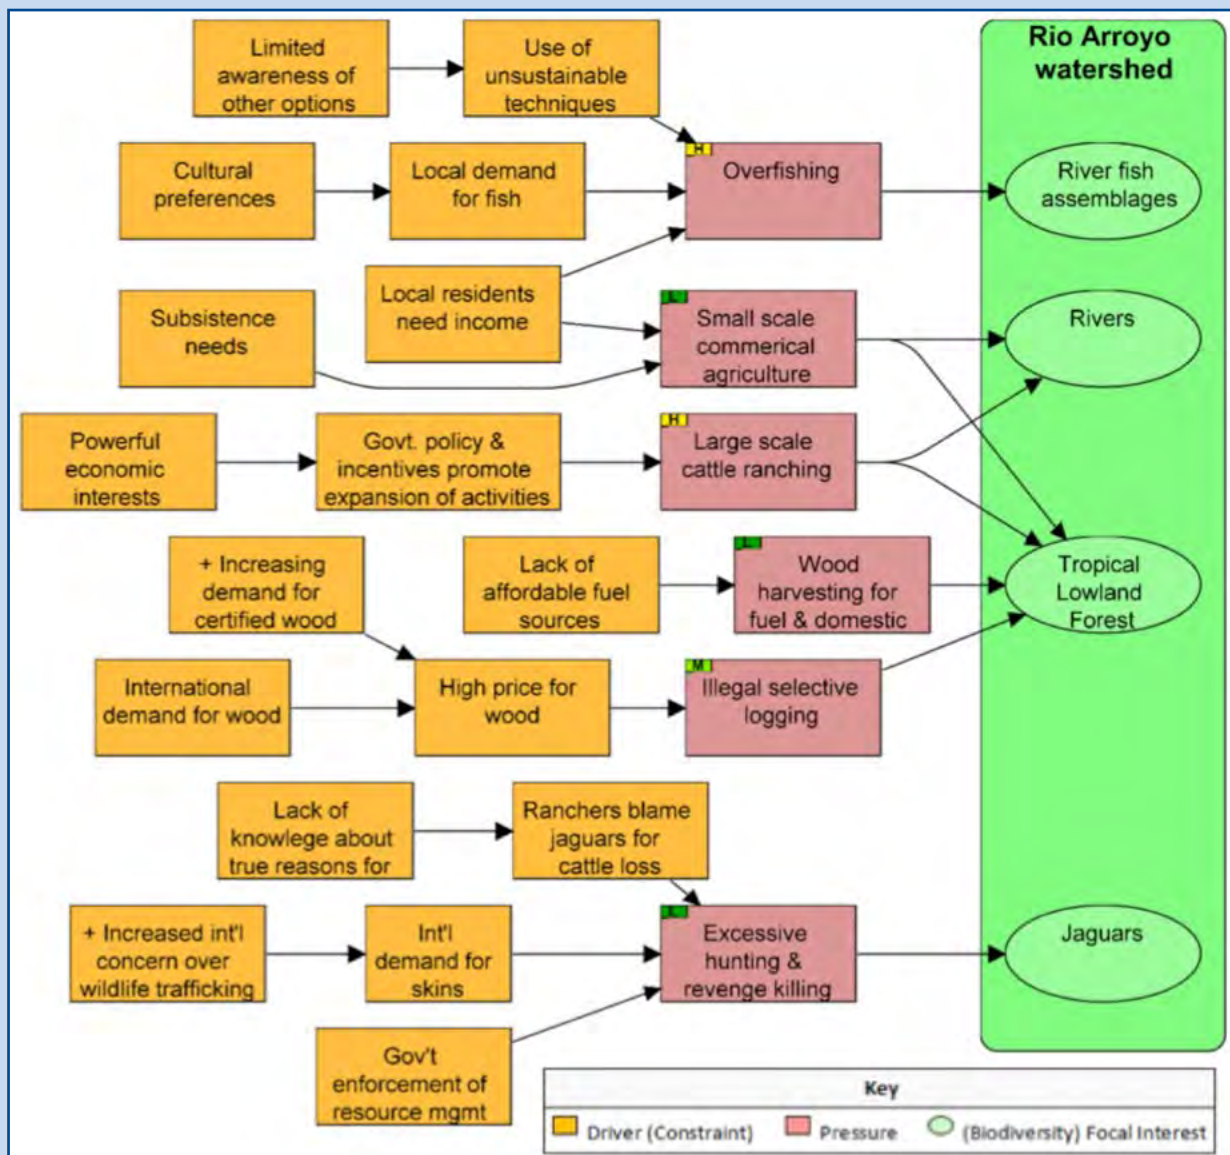 Rio Arroyo
watershed
Limited
awareness of
other options
Use of
unsustainable
techniques
Cultural
preferences
Local demand
for fish
H
Overfishing
River fish
assemblages
Local residents
need income
Subsistence
needs
L
Small scale
commerical
agriculture
Rivers
Powerful
economic
interests
Govt. policy &
incentives promote
expansion of activities
H
Large scale
cattle ranching
+ Increasing
demand for
certified wood
Lack of
affordable fuel
sources
L
Wood
harvesting for
fuel & domestic
Tropical
Lowland
Forest
International
demand for wood
High price for
wood
M
Illegal selective
logging
Lack of
knowlege about
true reasons for
Ranchers blame
jaguars for
cattle loss
+ Increased int'l
concern over
wildlife trafficking
Int'l
demand for
skins
L
Excessive
hunting &
revenge killing
Jaguars
Gov't
enforcement of
resource mgmt
Key
Driver (Constraint)
Pressure
(Biodiversity) Focal Interest